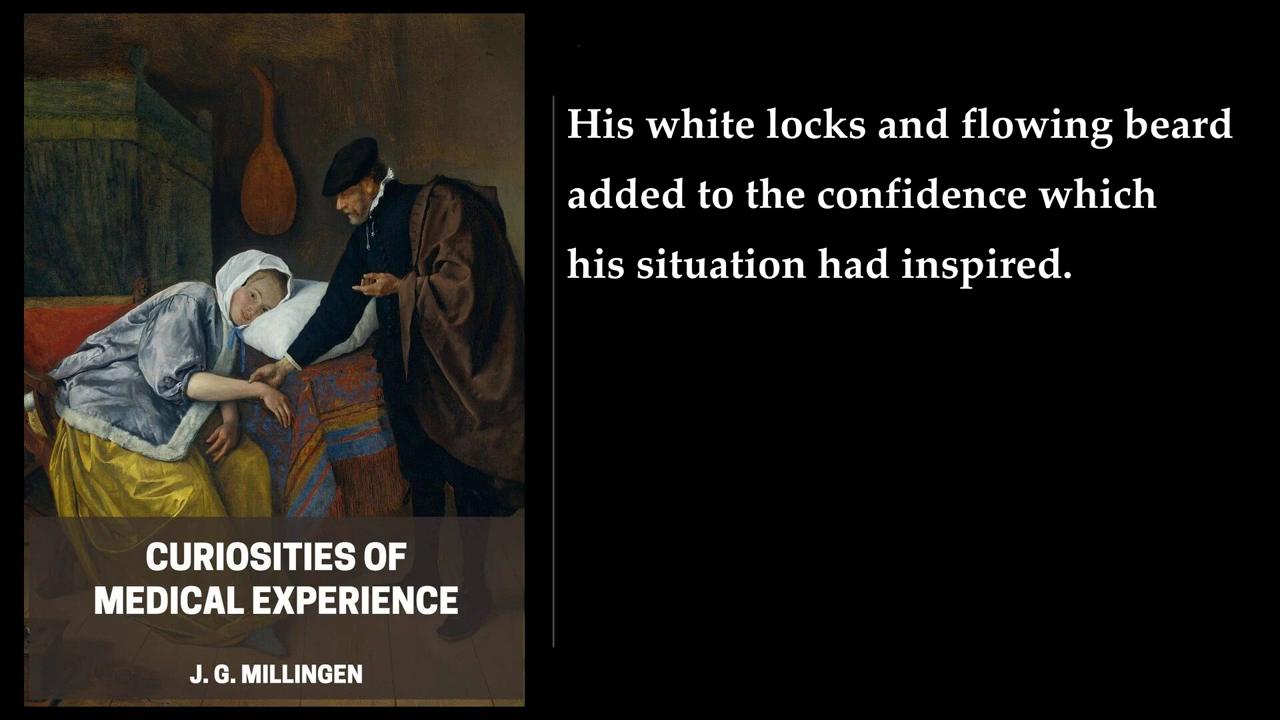 His white locks and flowing beard
added to the confidence which
his situation had inspired.
CURIOSITIES OF
MEDICAL EXPERIENCE
J. G. MILLINGEN